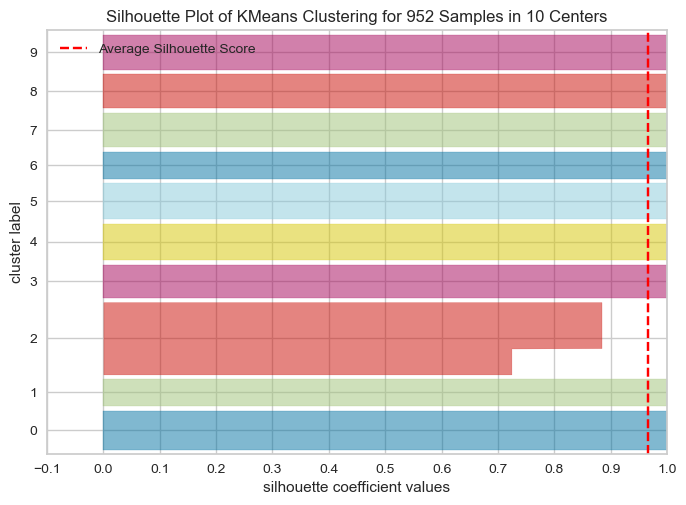 Silhouette Plot of KMeans Clustering for 952 Samples in 10 Centers
Average Silhouette Score
cluster label
9
8
7
6
5
4
3
2
1
0
−0.1 0.0 0.1 0.2 0.3 0.4 0.5 0.6 0.7 0.8 0.9 1.0
silhouette coefficient values